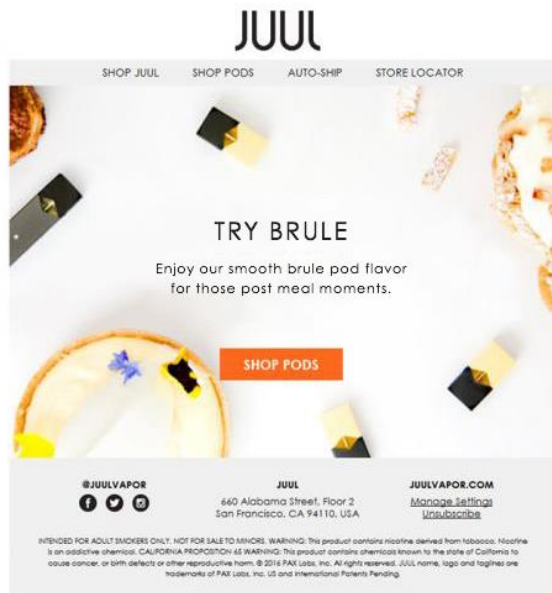 JUUL
SHOP JUUL SHOP PODS AUTO-SHIP STORE LOCATOR
TRY BRULE
Enjoy our smooth brule pod flavor
for those post meal moments.
SHOP PODS
@JUULVAPOR
JUUL
660 Alabama Street, Floor 2
San Francisco, CA 94110, USA
JUULVAPOR.COM
Manage Settings
Unsubscribe
INTENDED FOR ADULT SMOKERS ONLY. NOT FOR SALE TO MINORS. WARNING: This product contains nicotine derived from tobacco. Nicotine
is an addictive chemical. CALIFORNIA PROPOSITION 65 WARNING: This product contains chemicals known to the state of California to
cause cancer, or birth defects or other reproductive harm. © 2016 PAX Labs, Inc. All rights reserved. JUUL name, logo and taglines are
trademarks of PAX Labs, Inc. US and International Patents Pending.